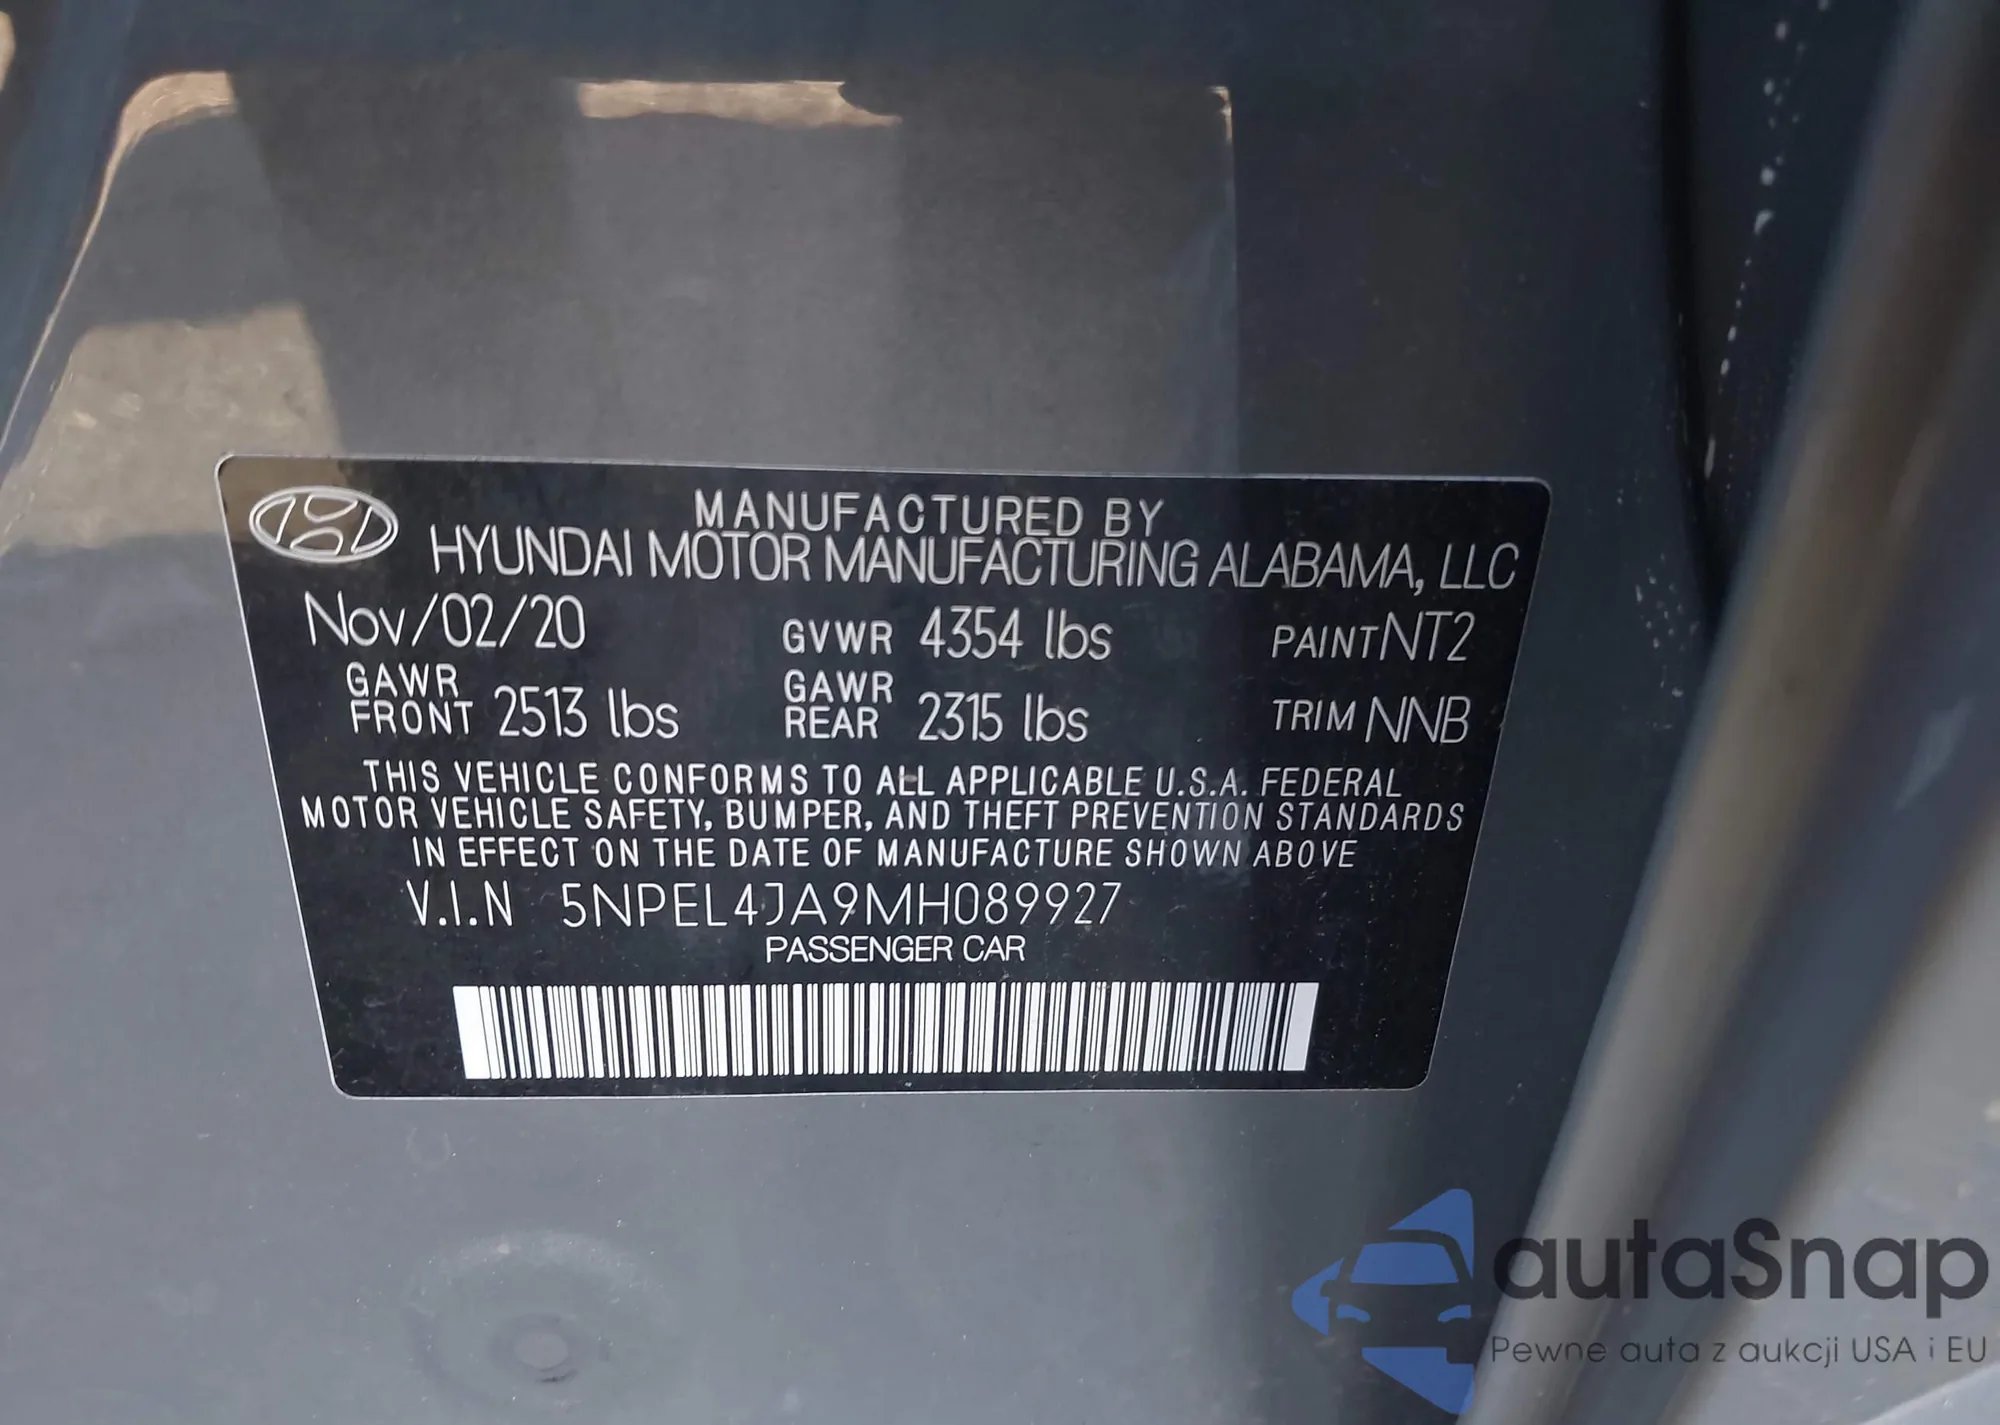 MANUFACTURED BY
HYUNDAI MOTOR MANUFACTURING ALABAMA, LLC
Nov/02/20 GVWR 4354 lbs PAINT NT2
GAWR FRONT 2513 lbs GAWR REAR 2315 lbs TRIM NNB
THIS VEHICLE CONFORMS TO ALL APPLICABLE U.S.A. FEDERAL
MOTOR VEHICLE SAFETY, BUMPER, AND THEFT PREVENTION STANDARDS
IN EFFECT ON THE DATE OF MANUFACTURE SHOWN ABOVE
V.I.N 5NPEL4JA9MH089927
PASSENGER CAR
autaSnap
Pewne auta z aukcji USA i EU